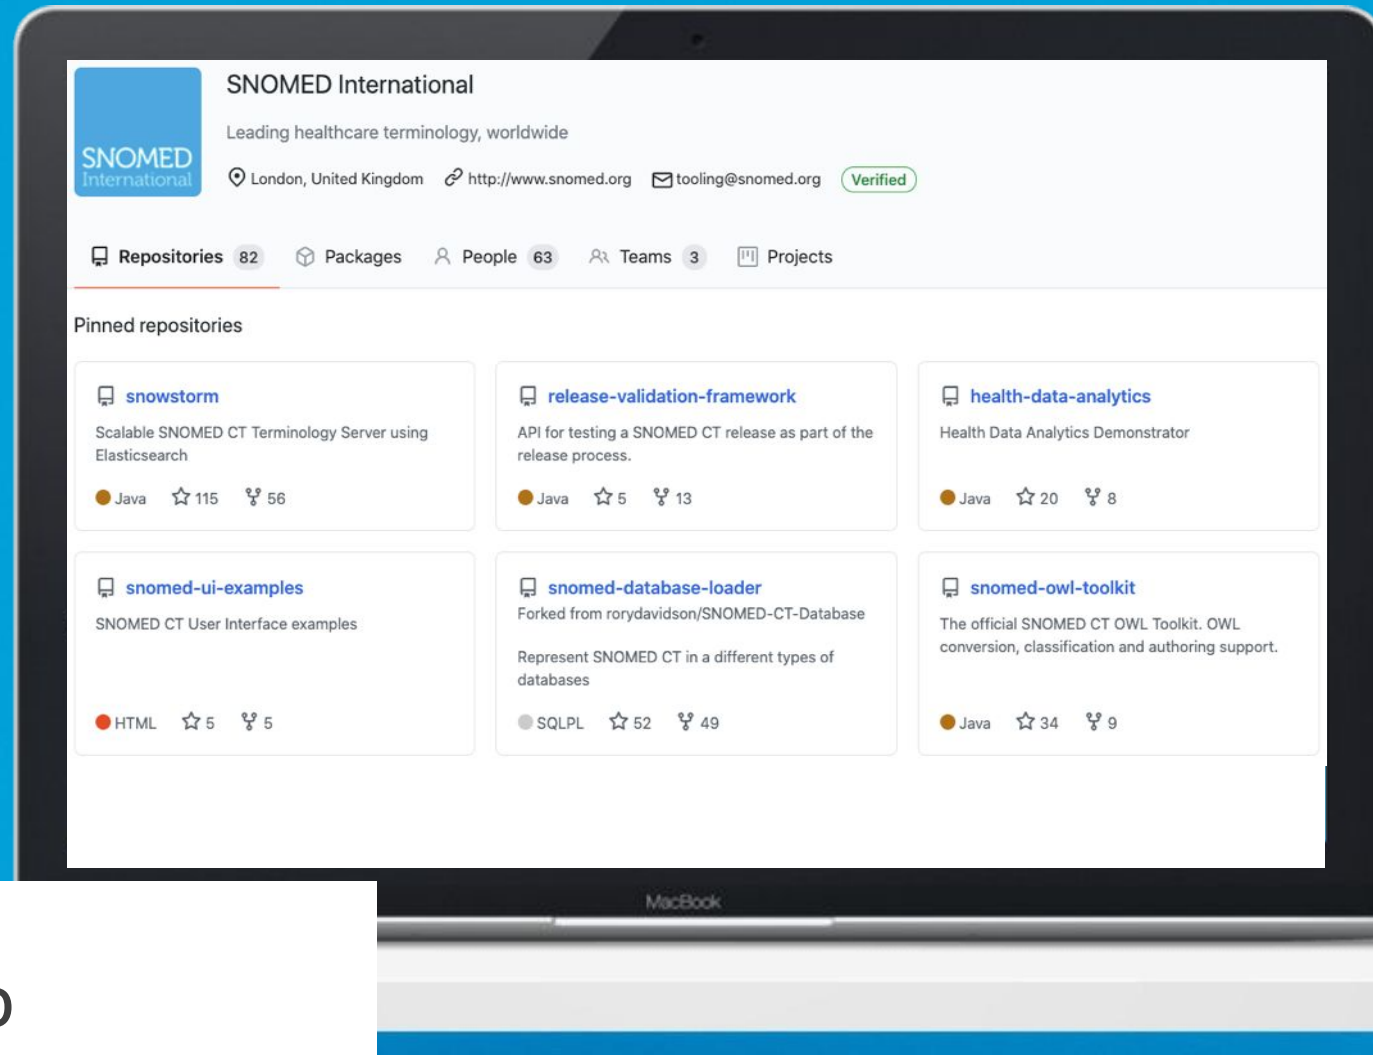 SNOMED International
SNOMED
International
Leading healthcare terminology, worldwide
London, United Kingdom http://www.snomed.org tooling@snomed.org Verified
Repositories 82 Packages People 63 Teams 3 Projects
Pinned repositories
snowstorm
Scalable SNOMED CT Terminology Server using
Elasticsearch
Java 115 56
release-validation-framework
API for testing a SNOMED CT release as part of the
release process.
Java 5 13
health-data-analytics
Health Data Analytics Demonstrator
Java 20 8
snomed-ui-examples
SNOMED CT User Interface examples
HTML 5 5
snomed-database-loader
Forked from rorydavidson/SNOMED-CT-Database
Represent SNOMED CT in a different types of
databases
SQLPL 52 49
snomed-owl-toolkit
The official SNOMED CT OWL Toolkit. OWL
conversion, classification and authoring support.
Java 34 9
MacBook